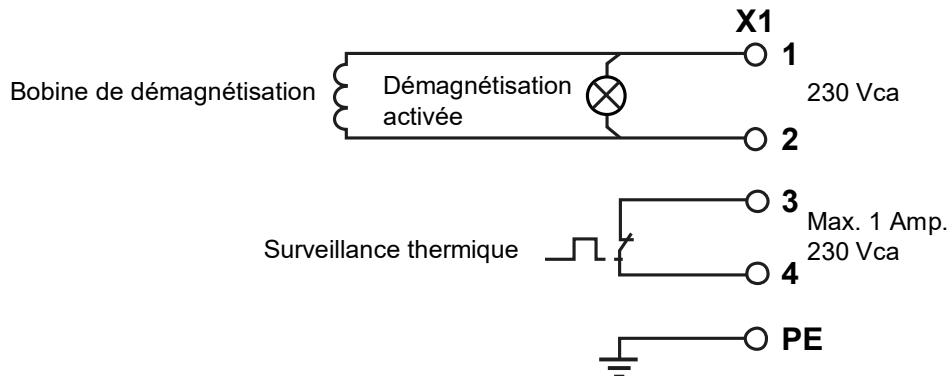 X1
1
Bobine de démagnétisation
Démagnétisation
activée
230 Vca
2
3
Max. 1 Amp.
230 Vca
Surveillance thermique
4
PE